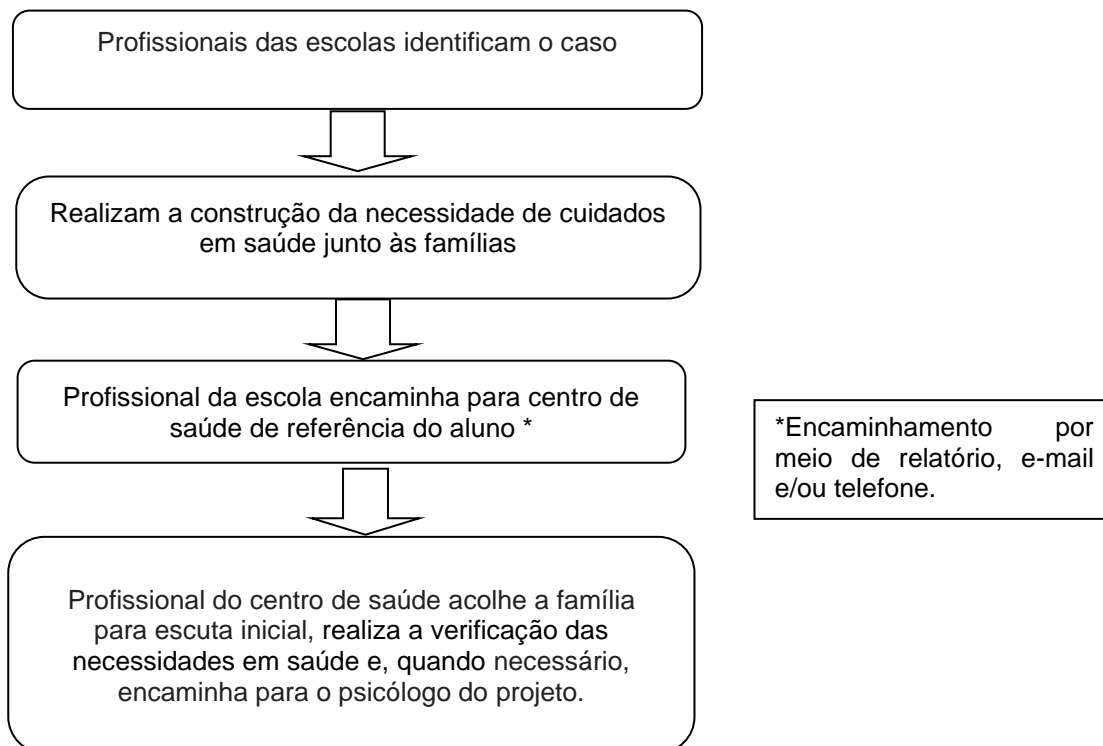 Profissionais das escolas identificam o caso
Realizam a construção da necessidade de cuidados
em saúde junto às famílias
Profissional da escola encaminha para centro de
saúde de referência do aluno *
*Encaminhamento por
meio de relatório, e-mail
e/ou telefone.
Profissional do centro de saúde acolhe a família
para escuta inicial, realiza a verificação das
necessidades em saúde e, quando necessário,
encaminha para o psicólogo do projeto.